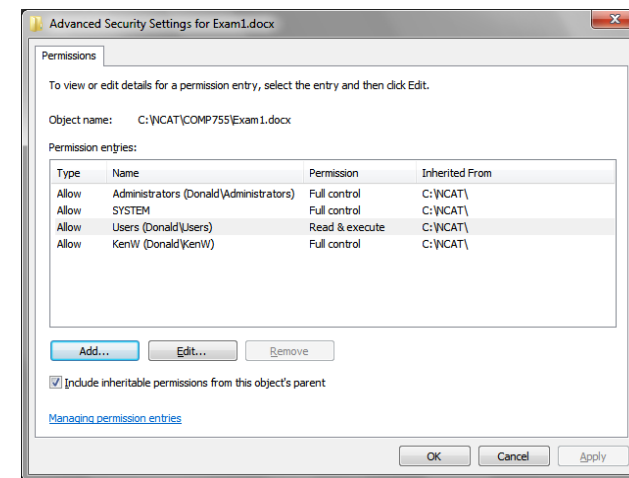 Advanced Security Settings for Exam1.docx
Permissions
To view or edit details for a permission entry, select the entry and then click Edit.
Object name: C:\NCAT\COMP755\Exam1.docx
Permission entries:
Type Name Permission Inherited From
Allow Administrators (Donald\Administrators) Full control C:\NCAT\
Allow SYSTEM Full control C:\NCAT\
Allow Users (Donald\Users) Read & execute C:\NCAT\
Allow KenW (Donald\KenW) Full control C:\NCAT\
Add... Edit... Remove
Include inheritable permissions from this object's parent
Managing permission entries
OK Cancel Apply